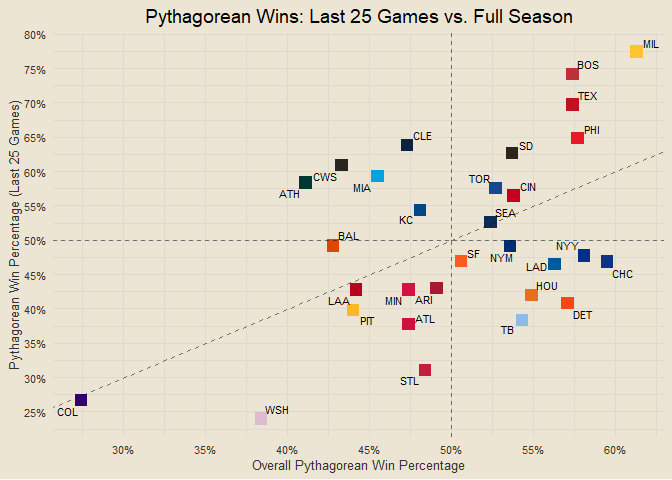 Pythagorean Wins: Last 25 Games vs. Full Season
80%
75%
70%
65%
60%
55%
50%
45%
40%
35%
30%
25%
Pythagorean Win Percentage (Last 25 Games)
MIL
BOS
TEX
PHI
CLE
SD
CWS
MIA
ATH
TOR
CIN
KC
SEA
BAL
SF
NYM
NYY
LAD
CHC
LAA
MIN
ARI
HOU
PIT
ATL
DET
TB
STL
COL
WSH
30%
35%
40%
45%
50%
55%
60%
Overall Pythagorean Win Percentage